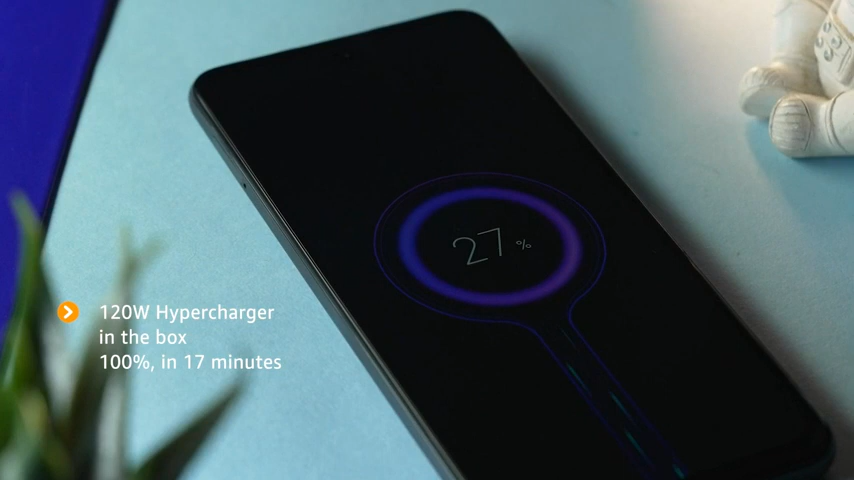 27%
120W Hypercharger
in the box
100%, in 17 minutes